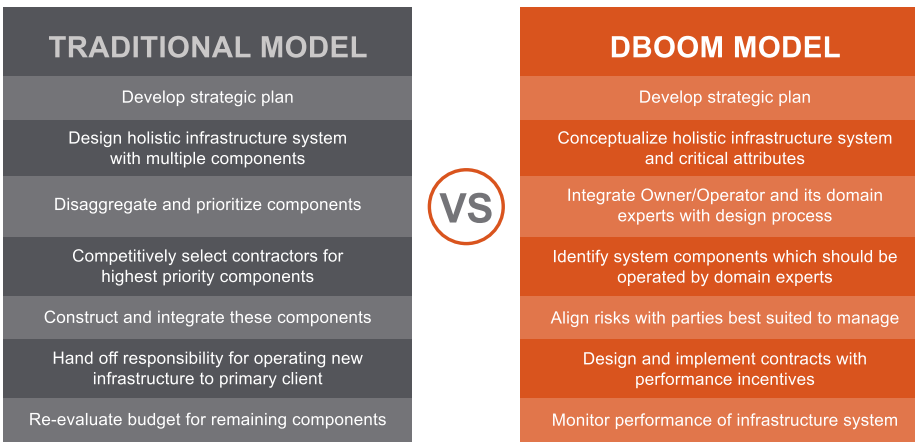 TRADITIONAL MODEL
Develop strategic plan
Design holistic infrastructure system
with multiple components
Disaggregate and prioritize components
Competitively select contractors for
highest priority components
Construct and integrate these components
Hand off responsibility for operating new
infrastructure to primary client
Re-evaluate budget for remaining components
VS
DBOOM MODEL
Develop strategic plan
Conceptualize holistic infrastructure system
and critical attributes
Integrate Owner/Operator and its domain
experts with design process
Identify system components which should be
operated by domain experts
Align risks with parties best suited to manage
Design and implement contracts with
performance incentives
Monitor performance of infrastructure system